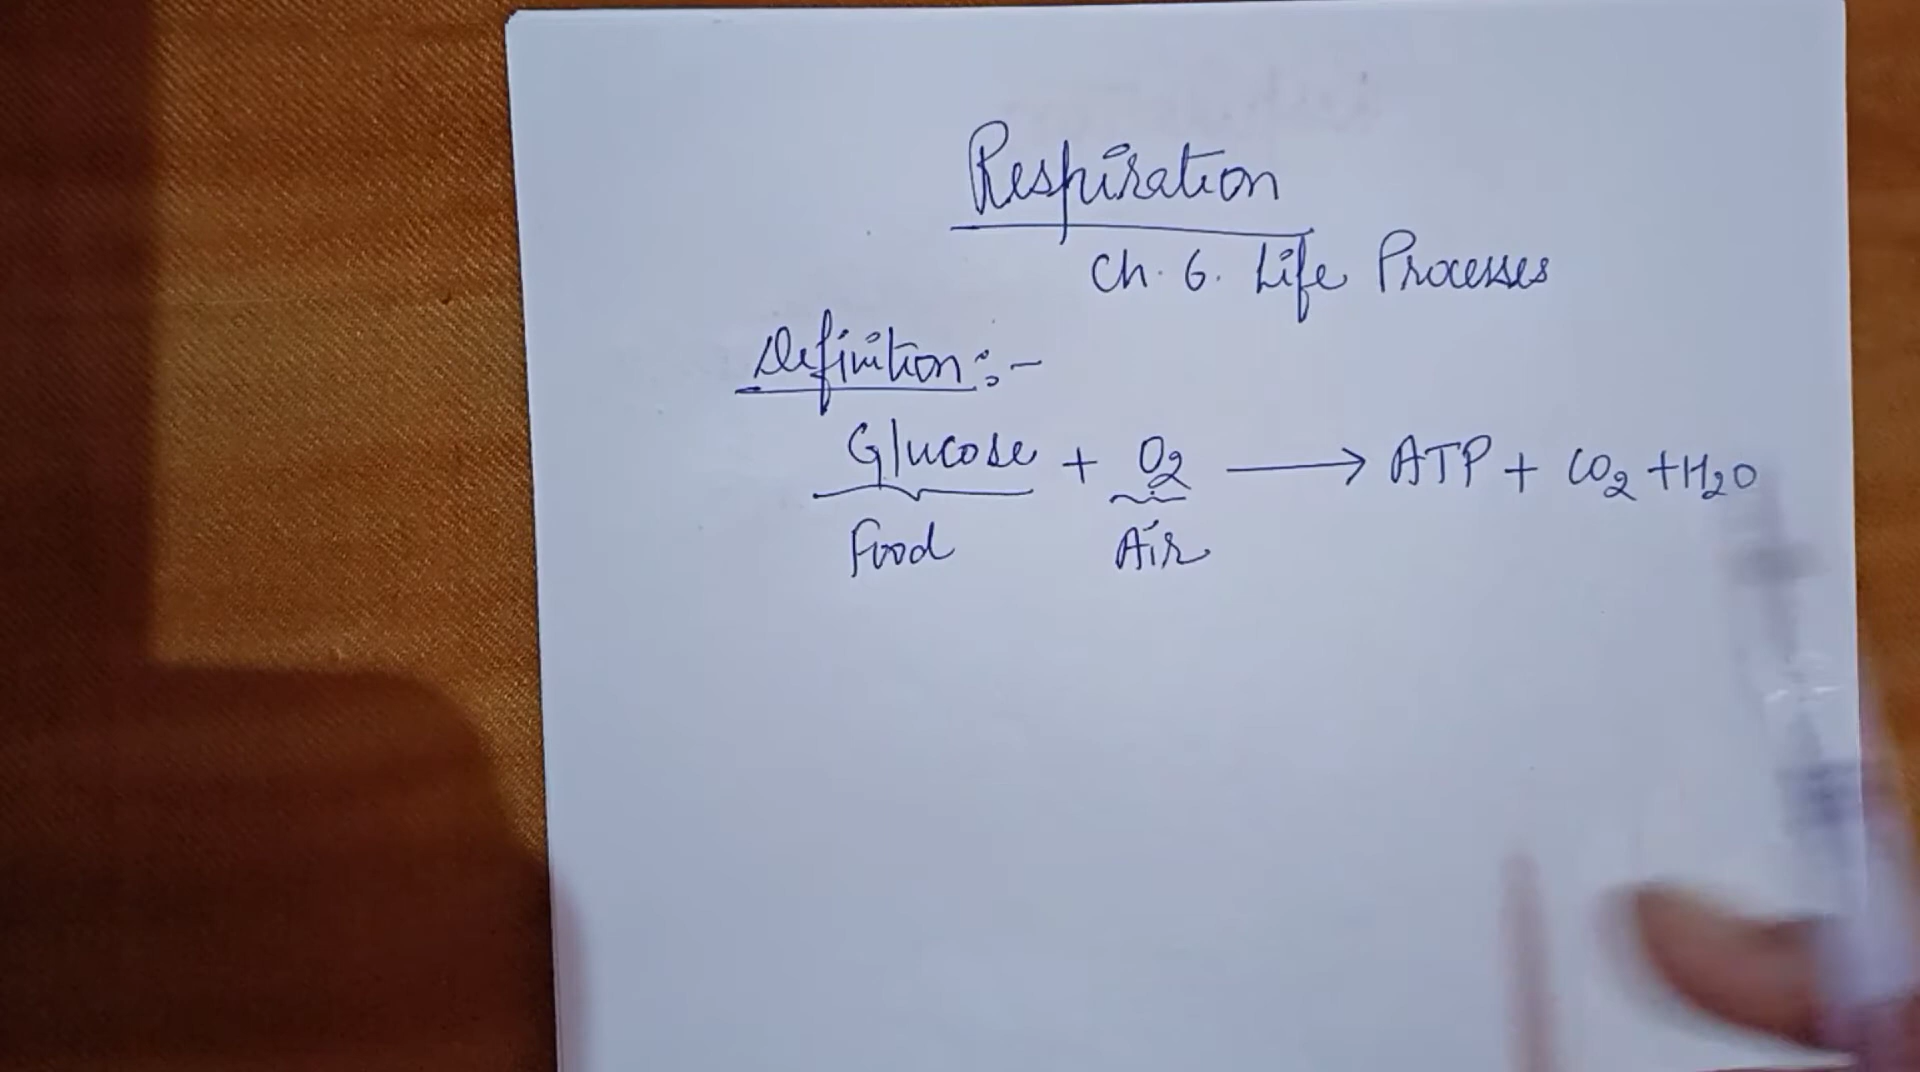 Respiration
Ch. 6. Life Processes
Definition:-
Glucose + O2 → ATP + CO2 + H2O
Food Air